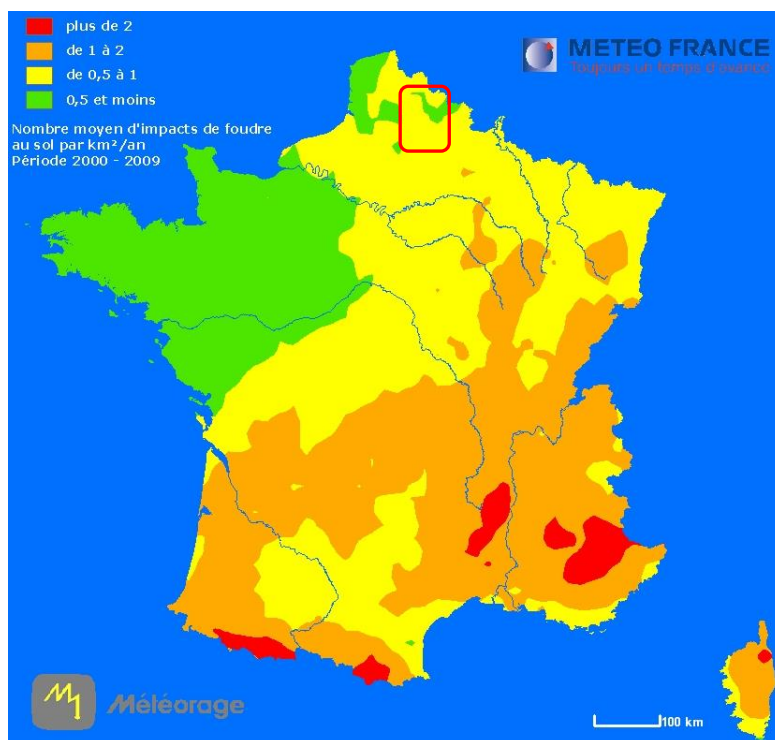 plus de 2
de 1 à 2
de 0,5 à 1
0,5 et moins
METEO FRANCE
Toujours un temps d'avance
Nombre moyen d'impacts de foudre
au sol par km²/an
Période 2000 - 2009
Météorage
100 km